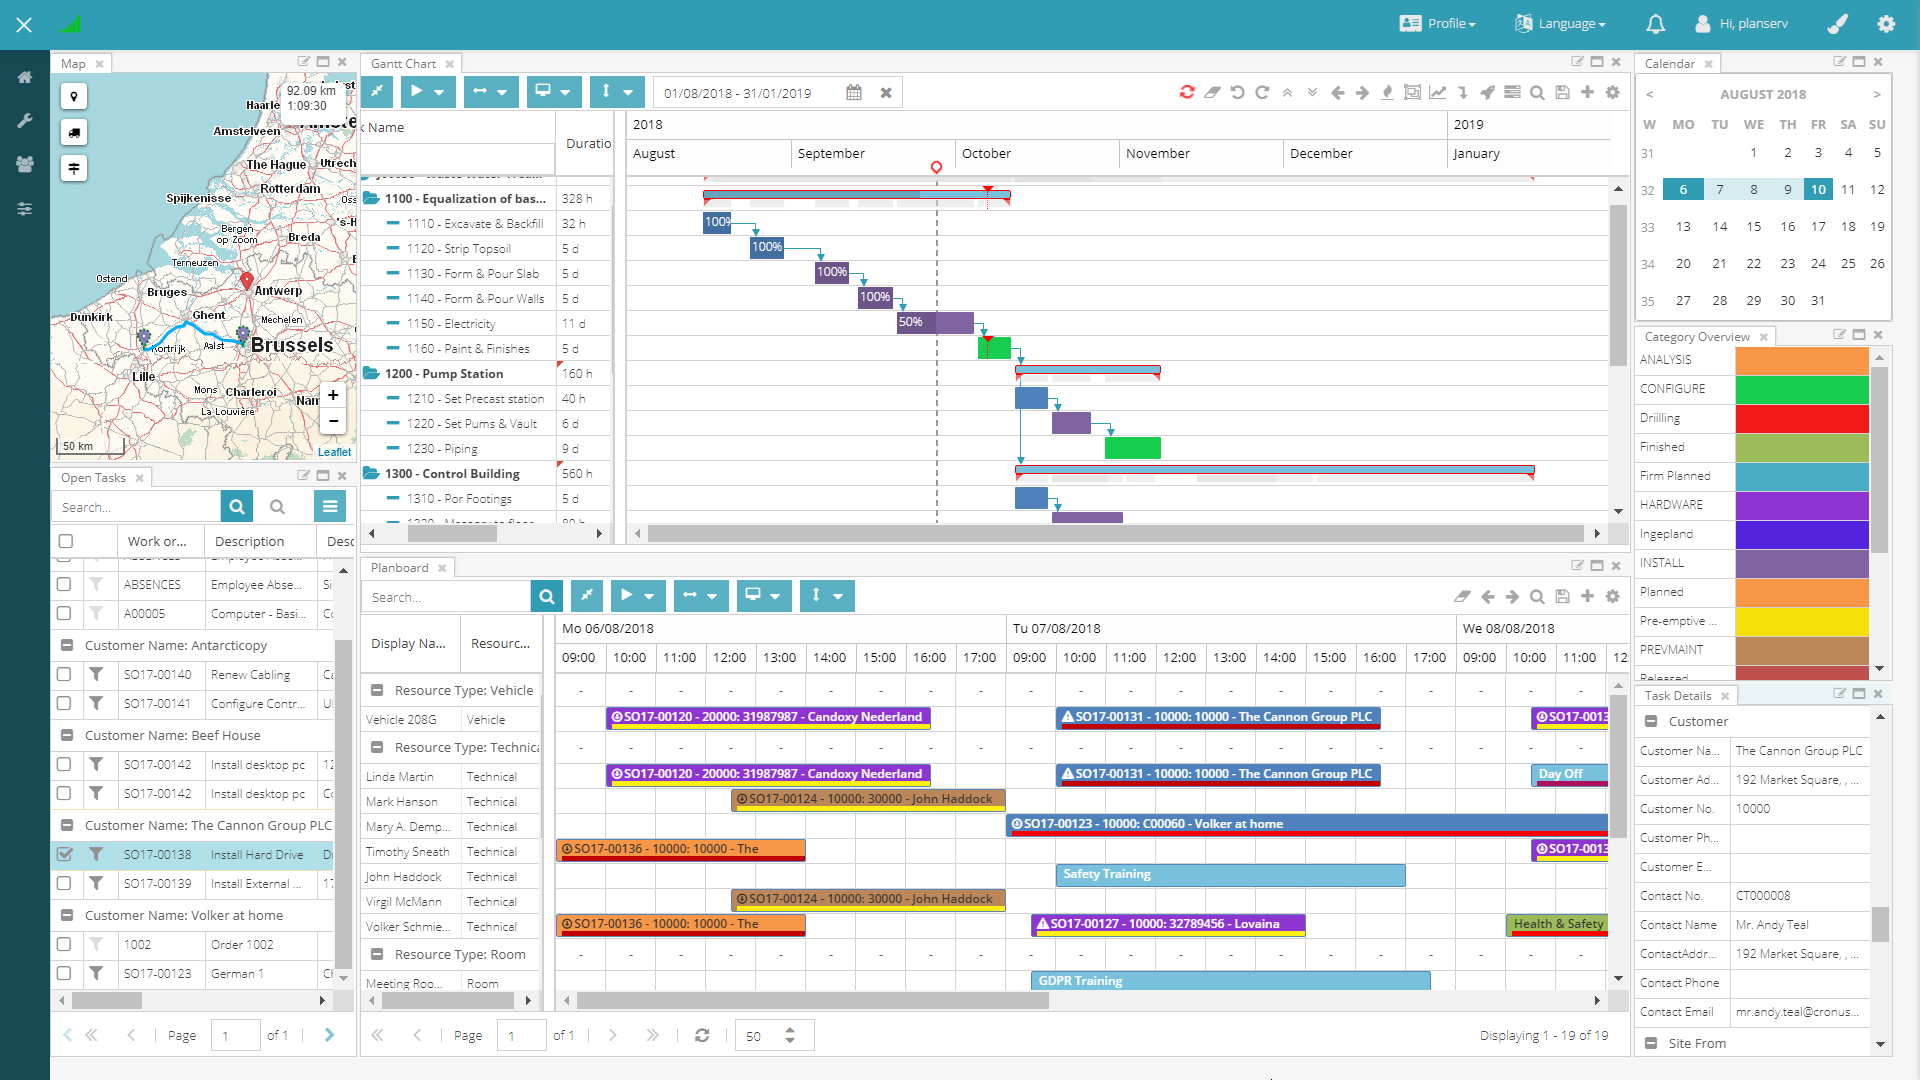 Profile
Language
Hi, planserv
Map
92.09 km
1:09:30
Haarle
Amstelveen
The Hague
Utrech
Rotterdam
Spijkenisse
Bergen
op Zoom
Breda
Terneuzen
Ostend
Bruges
Antwerp
Dunkirk
Ghent
Mechelen
Kortrijk
Aalst
Brussels
Lille
Mons
Charleroi
La Louvière
Nam
+
−
50 km
Leaflet
Open Tasks
Search...
Work or...
Description
Desc
ABSENCES
Employee Abse...
Si
A00005
Computer - Basi...
Customer Name: Antarcticopy
SO17-00140
Renew Cabling
SO17-00141
Configure Contr...
Customer Name: Beef House
SO17-00142
Install desktop pc
12
SO17-00142
Install desktop pc
Customer Name: The Cannon Group PLC
SO17-00138
Install Hard Drive
SO17-00139
Install External ...
17
Customer Name: Volker at home
1002
Order 1002
SO17-00123
German 1
Page
1
of 1
Gantt Chart
01/08/2018 - 31/01/2019
k Name
Duratio
2018
2019
August
September
October
November
December
January
1100 - Equalization of bas...
328 h
1110 - Excavate & Backfill
32 h
100%
1120 - Strip Topsoil
5 d
100%
1130 - Form & Pour Slab
5 d
100%
1140 - Form & Pour Walls
5 d
100%
1150 - Electricity
11 d
50%
1160 - Paint & Finishes
5 d
1200 - Pump Station
160 h
1210 - Set Precast station
40 h
1220 - Set Pums & Vault
6 d
1230 - Piping
9 d
1300 - Control Building
560 h
1310 - Por Footings
5 d
Planboard
Search...
Display Na...
Resourc...
Mo 06/08/2018
Tu 07/08/2018
We 08/08/2018
09:00 10:00 11:00 12:00 13:00 14:00 15:00 16:00 17:00 09:00 10:00 11:00 12:00 13:00 14:00 15:00 16:00 17:00 09:00 10:00 11:00 12
Resource Type: Vehicle
- - - - - - - - - - - - - - - - - - - - -
Vehicle 208G
Vehicle
SO17-00120 - 20000: 31987987 - Candoxy Nederland
SO17-00131 - 10000: 10000 - The Cannon Group PLC
SO17-0013
Resource Type: Technica
- - - - - - - - - - - - - - - - - - - - -
Linda Martin
Technical
SO17-00120 - 20000: 31987987 - Candoxy Nederland
SO17-00131 - 10000: 10000 - The Cannon Group PLC
Day Off
Mark Hanson
Technical
SO17-00124 - 10000: 30000 - John Haddock
Mary A. Demp...
Technical
SO17-00123 - 10000: C00060 - Volker at home
Timothy Sneath
Technical
SO17-00136 - 10000: 10000 - The
SO17-0013
John Haddock
Technical
Safety Training
Virgil McMann
Technical
SO17-00124 - 10000: 30000 - John Haddock
Volker Schmie...
Technical
SO17-00136 - 10000: 10000 - The
SO17-00127 - 10000: 32789456 - Lovaina
Health & Safety
Resource Type: Room
- - - - - - - - - - - - - - - - - - - - -
Meeting Roo...
Room
GDPR Training
Page
1
of 1
50
Displaying 1 - 19 of 19
Calendar
< AUGUST 2018 >
W MO TU WE TH FR SA SU
31 1 2 3 4 5
32 6 7 8 9 10 11 12
33 13 14 15 16 17 18 19
34 20 21 22 23 24 25 26
35 27 28 29 30 31
Category Overview
ANALYSIS
CONFIGURE
Driilling
Finished
Firm Planned
HARDWARE
Ingepland
INSTALL
Planned
Pre-emptive ...
PREVMAINT
Released
Task Details
Customer
Customer Na...
The Cannon Group PLC
Customer Ad...
192 Market Square, , ...
Customer No.
10000
Customer Ph...
Customer E...
Contact No.
CT000008
Contact Name
Mr. Andy Teal
ContactAddr...
192 Market Square, , ...
Contact Phone
Contact Email
mr.andy.teal@cronus...
Site From